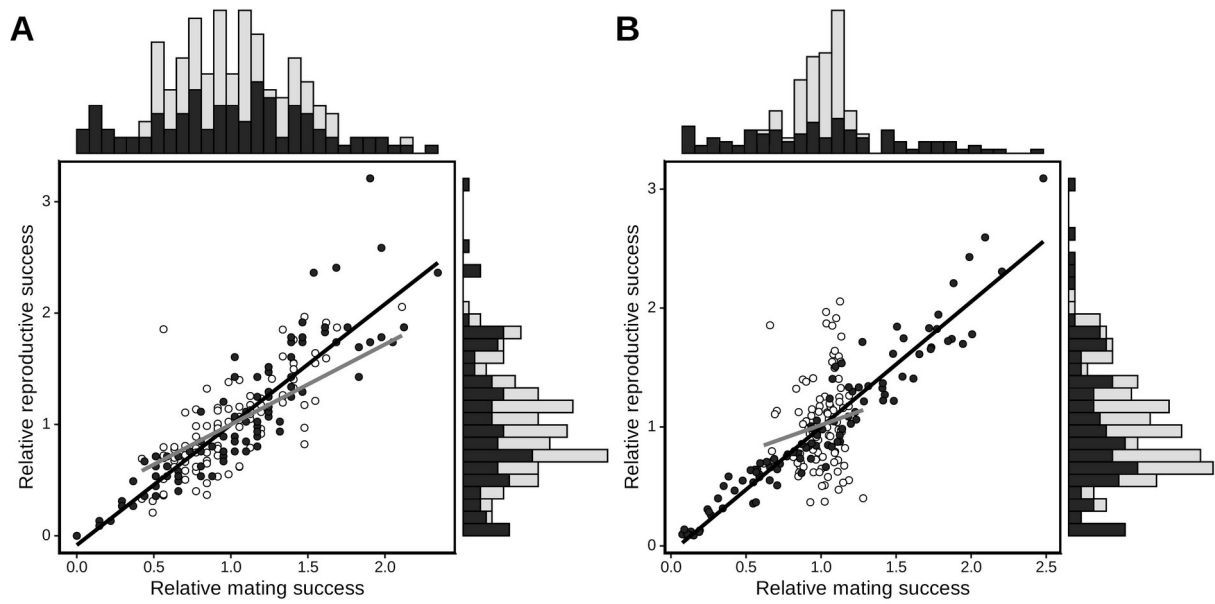 A
B
3
2
1
0
Relative reproductive success
0.0 0.5 1.0 1.5 2.0
Relative mating success
3
2
1
0
Relative reproductive success
0.0 0.5 1.0 1.5 2.0 2.5
Relative mating success